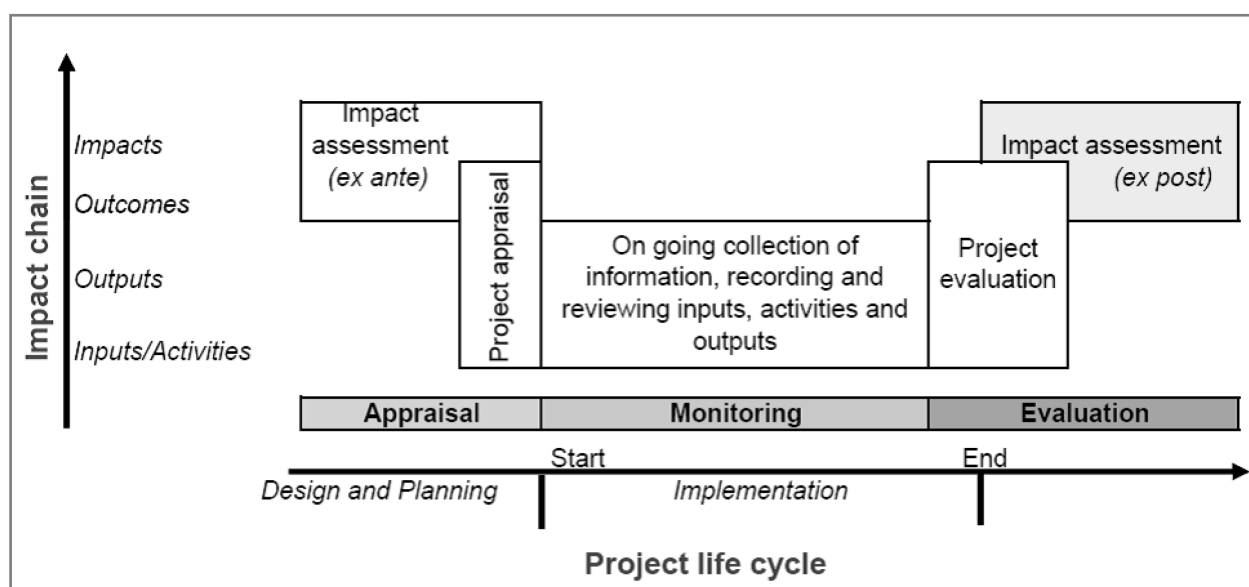 Impact chain
Impacts
Outcomes
Outputs
Inputs/Activities
Impact
assessment
(ex ante)
Project appraisal
On going collection of
information, recording and
reviewing inputs, activities and
outputs
Project
evaluation
Impact assessment
(ex post)
Appraisal
Monitoring
Evaluation
Start
End
Design and Planning
Implementation
Project life cycle